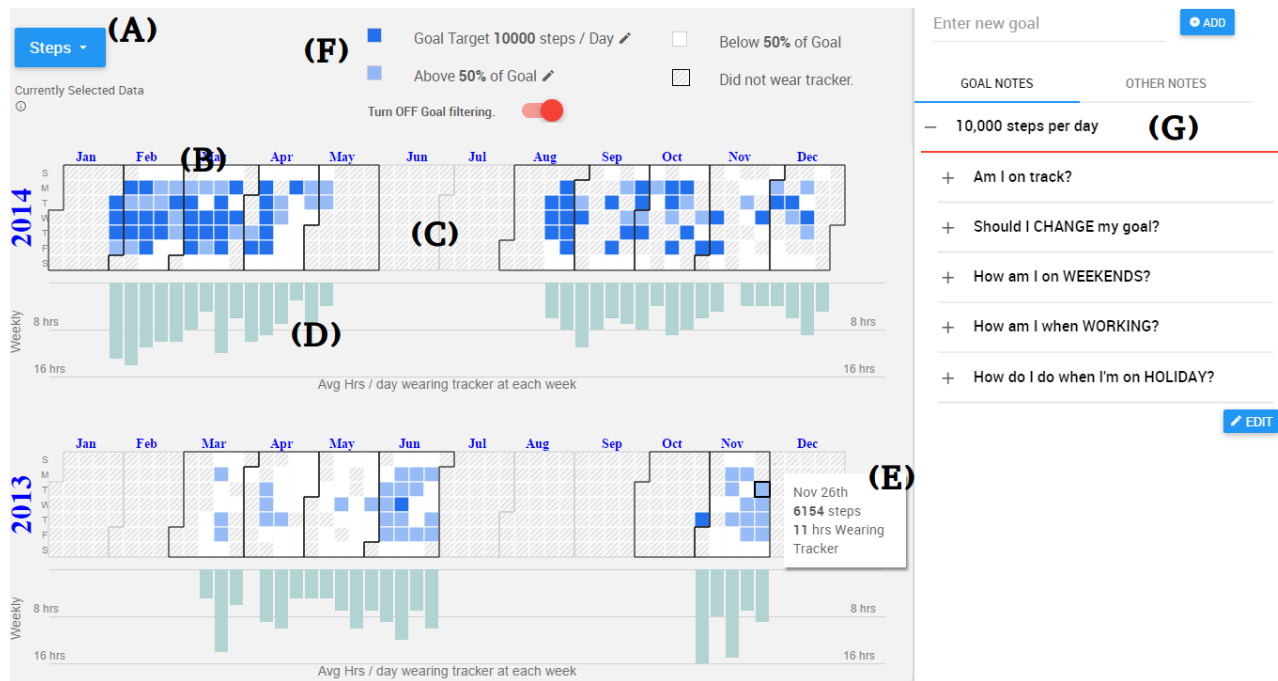 Steps
(A)
Currently Selected Data
(F)
Goal Target 10000 steps / Day
Below 50% of Goal
Above 50% of Goal
Did not wear tracker.
Turn OFF Goal filtering.
Enter new goal
ADD
GOAL NOTES
OTHER NOTES
10,000 steps per day
(G)
Am I on track?
Should I CHANGE my goal?
How am I on WEEKENDS?
How am I when WORKING?
How do I do when I'm on HOLIDAY?
EDIT
Jan Feb (B) Apr May Jun Jul Aug Sep Oct Nov Dec
2014
S
M
T
W
T
F
S
(C)
Weekly
8 hrs
(D)
8 hrs
16 hrs
16 hrs
Avg Hrs / day wearing tracker at each week
Jan Feb Mar Apr May Jun Jul Aug Sep Oct Nov Dec
2013
S
M
T
W
T
F
S
(E)
Nov 26th
6154 steps
11 hrs Wearing
Tracker
Weekly
8 hrs
8 hrs
16 hrs
16 hrs
Avg Hrs / day wearing tracker at each week